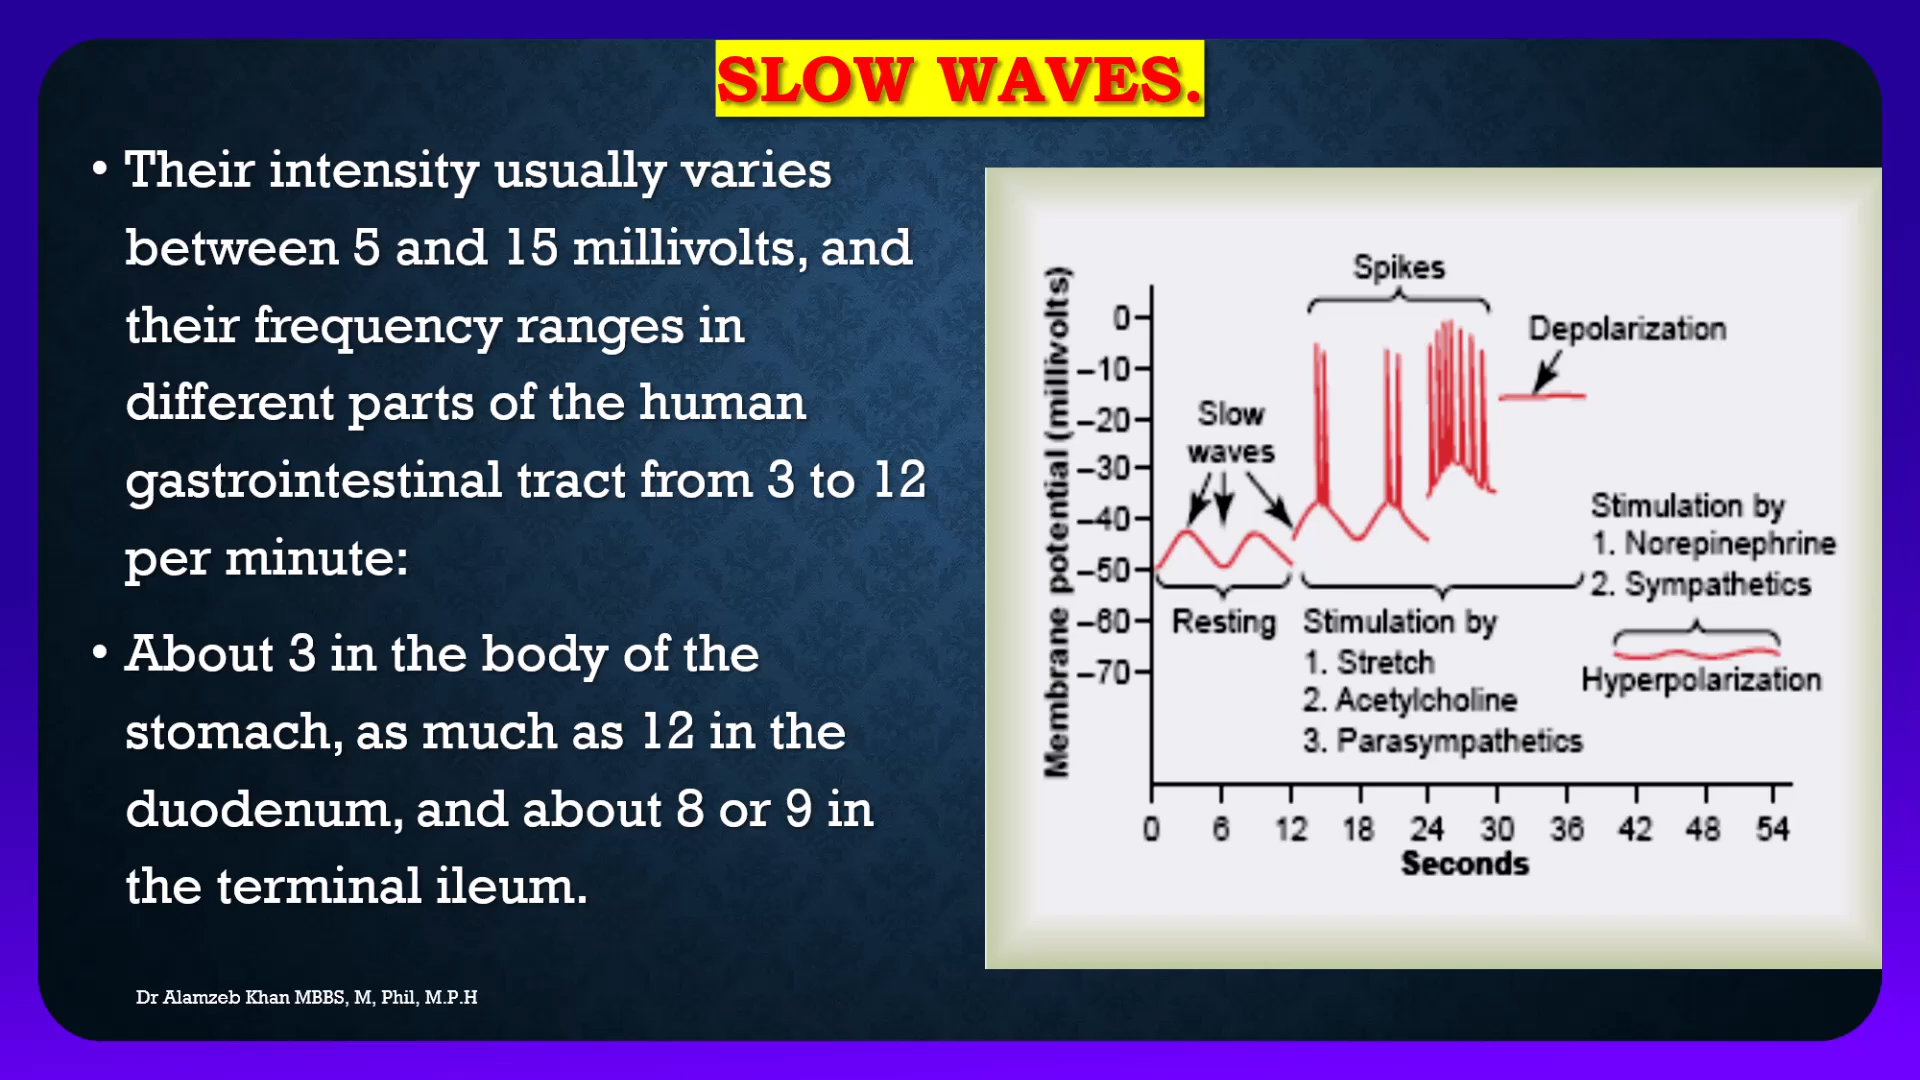 SLOW WAVES.
• Their intensity usually varies
between 5 and 15 millivolts, and
their frequency ranges in
different parts of the human
gastrointestinal tract from 3 to 12
per minute:
• About 3 in the body of the
stomach, as much as 12 in the
duodenum, and about 8 or 9 in
the terminal ileum.
Dr Alamzeb Khan MBBS, M, Phil, M.P.H
Membrane potential (millivolts)
0
–10
–20
–30
–40
–50
–60
–70
Spikes
Depolarization
Slow
waves
Resting
Stimulation by
1. Stretch
2. Acetylcholine
3. Parasympathetics
Stimulation by
1. Norepinephrine
2. Sympathetics
Hyperpolarization
0 6 12 18 24 30 36 42 48 54
Seconds